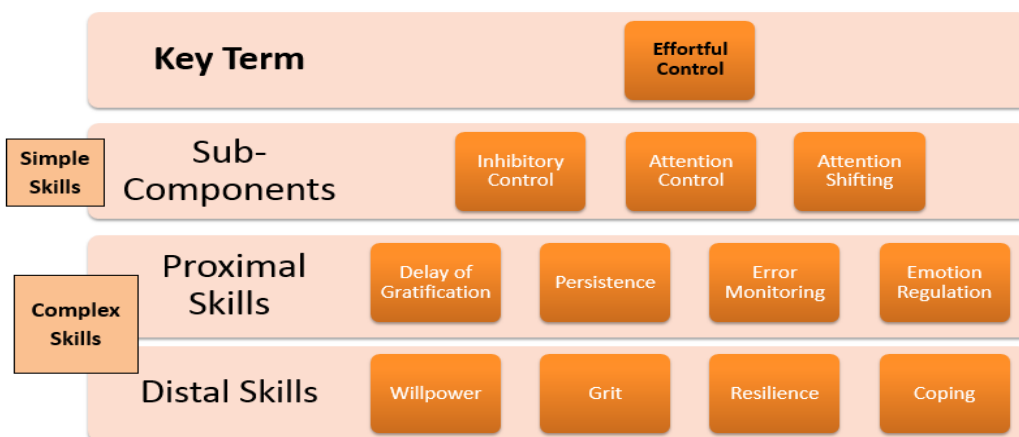 Key Term
Effortful
Control
Simple
Skills
Sub-
Components
Inhibitory
Control
Attention
Control
Attention
Shifting
Complex
Skills
Proximal
Skills
Delay of
Gratification
Persistence
Error
Monitoring
Emotion
Regulation
Distal Skills
Willpower
Grit
Resilience
Coping